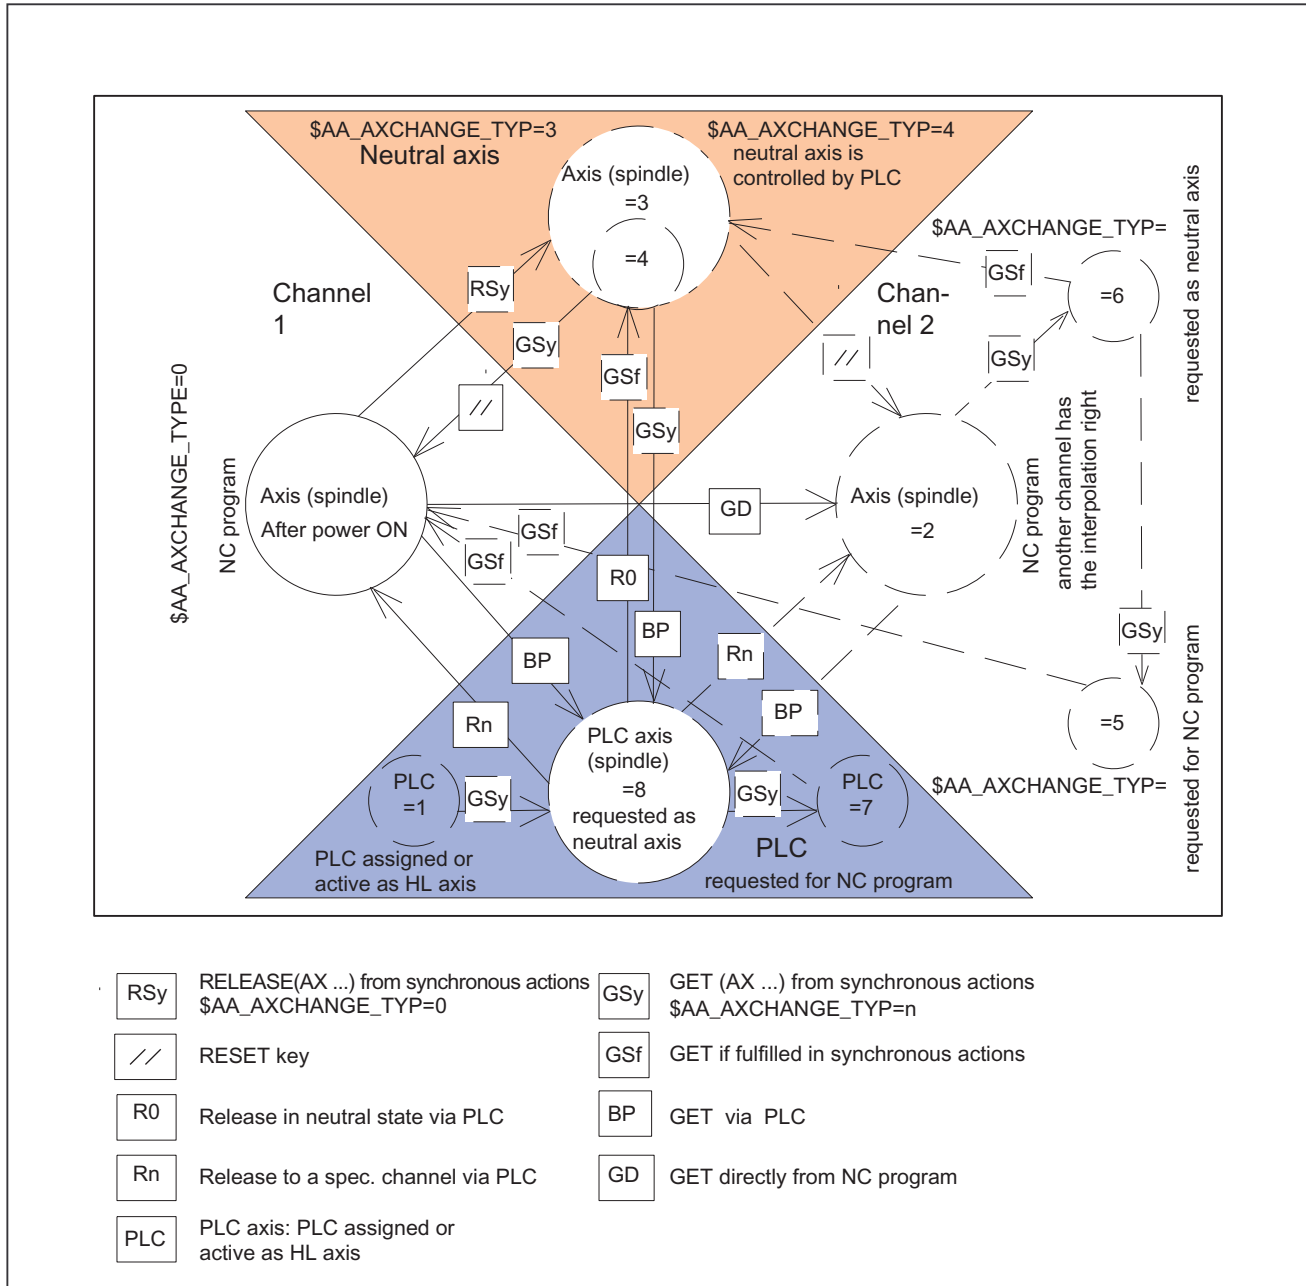 $AA_AXCHANGE_TYP=3
Neutral axis
$AA_AXCHANGE_TYP=4
neutral axis is
controlled by PLC
Axis (spindle)
=3
=4
$AA_AXCHANGE_TYP=
=6
requested as neutral axis
Channel
1
Chan-
nel 2
RSy
GSy
GSf
GSy
//
//
GSf
GSy
$AA_AXCHANGE_TYPE=0
NC program
Axis (spindle)
After power ON
GD
Axis (spindle)
=2
NC program
another channel has
the interpolation right
GSf
GSf
R0
BP
BP
Rn
BP
Rn
GSy
=5
$AA_AXCHANGE_TYP=
requested for NC program
PLC
=1
GSy
PLC axis
(spindle)
=8
requested as
neutral axis
GSy
PLC
=7
PLC assigned or
active as HL axis
PLC
requested for NC program
RSy
RELEASE(AX ...) from synchronous actions
$AA_AXCHANGE_TYP=0
GSy
GET (AX ...) from synchronous actions
$AA_AXCHANGE_TYP=n
//
RESET key
GSf
GET if fulfilled in synchronous actions
R0
Release in neutral state via PLC
BP
GET via PLC
Rn
Release to a spec. channel via PLC
GD
GET directly from NC program
PLC
PLC axis: PLC assigned or
active as HL axis